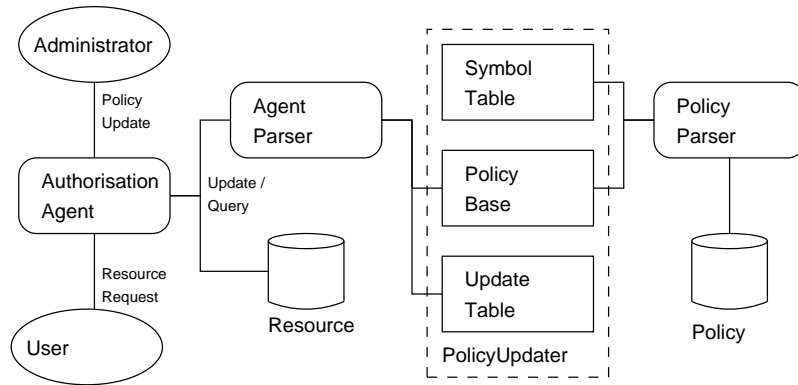 Administrator
Policy
Update
Authorisation
Agent
Resource
Request
User
Update /
Query
Agent
Parser
Resource
Symbol
Table
Policy
Base
Update
Table
PolicyUpdater
Policy
Parser
Policy